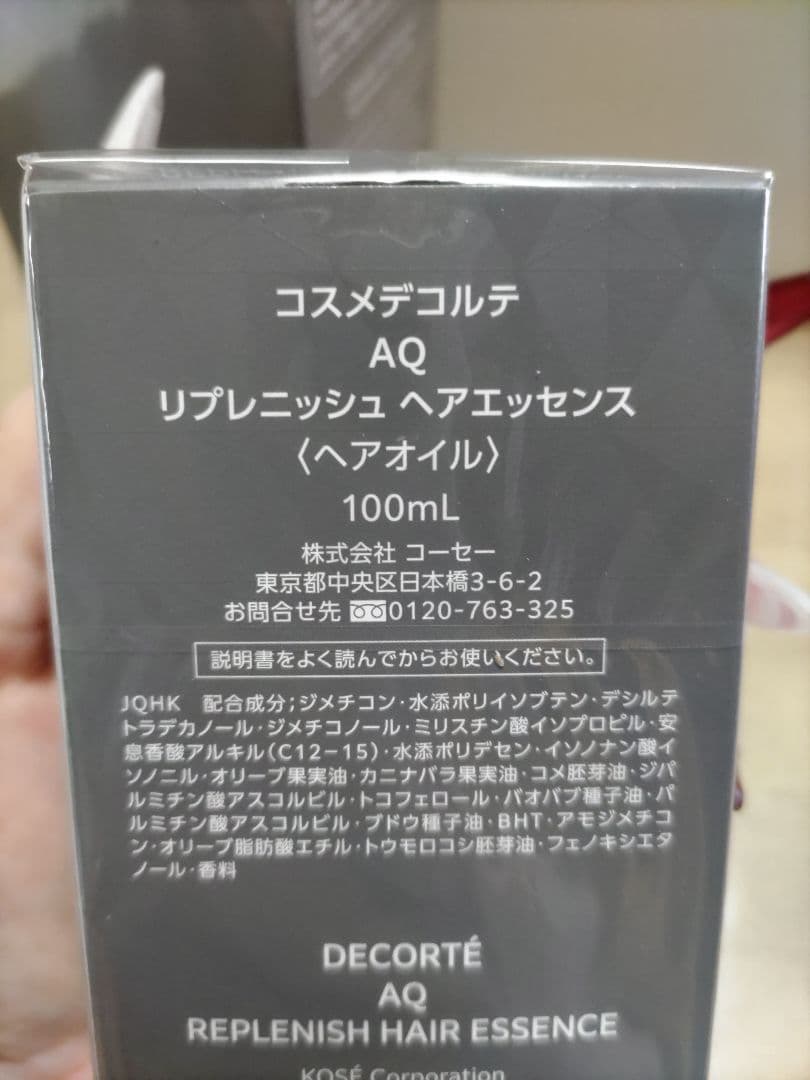 コスメデコルテ
AQ
リプレニッシュ ヘアエッセンス
〈ヘアオイル〉
100mL
株式会社 コーセー
東京都中央区日本橋3-6-2
お問合せ先 0120-763-325
説明書をよく読んでからお使いください。
JQHK 配合成分；ジメチコン・水添ポリイソブテン・デシルテ
トラデカノール・ジメチコノール・ミリスチン酸イソプロピル・安
息香酸アルキル(C12-15)・水添ポリデセン・イソノナン酸イ
ソノニル・オリーブ果実油・カニナバラ果実油・コメ胚芽油・ジパ
ルミチン酸アスコルビル・トコフェロール・バオバブ種子油・パ
ルミチン酸アスコルビル・ブドウ種子油・BHT・アモジメチコ
ン・オリーブ脂肪酸エチル・トウモロコシ胚芽油・フェノキシエタ
ノール・香料
DECORTÉ
AQ
REPLENISH HAIR ESSENCE
KOSÉ Corporation